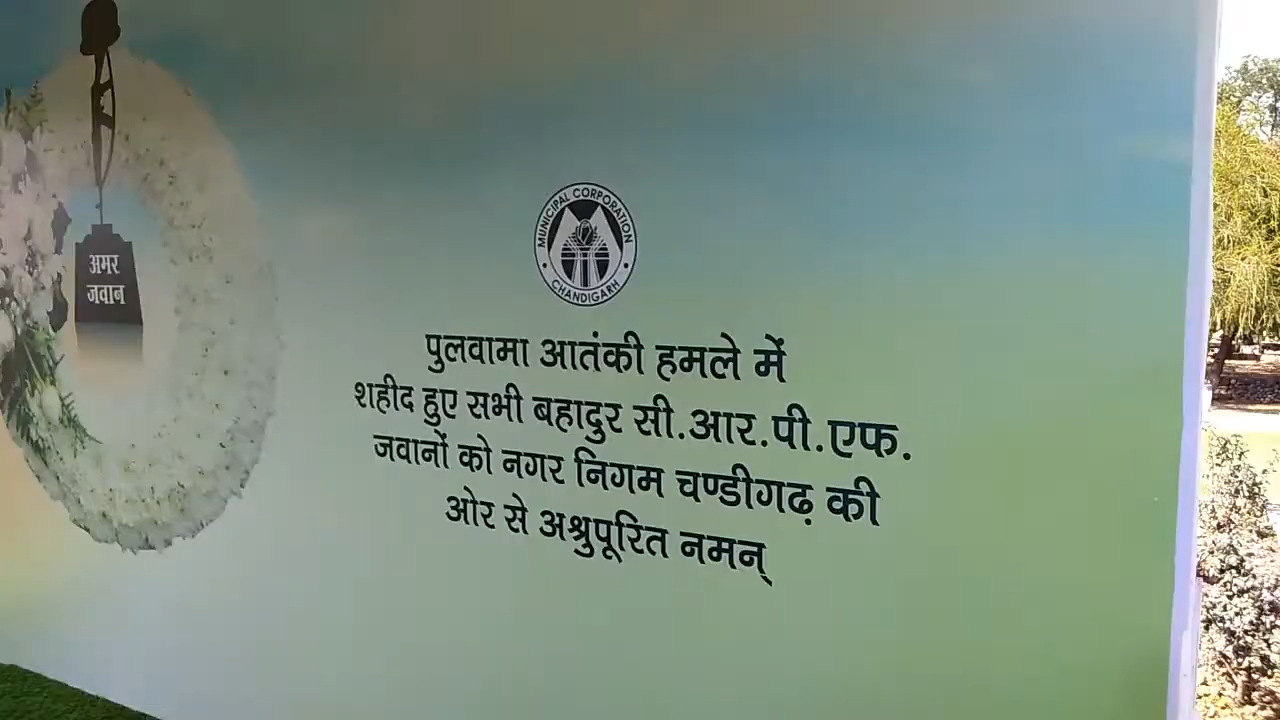 अमर
जवान
MUNICIPAL CORPORATION
CHANDIGARH
पुलवामा आतंकी हमले में
शहीद हुए सभी बहादुर सी.आर.पी.एफ.
जवानों को नगर निगम चण्डीगढ़ की
ओर से अश्रुपूरित नमन्